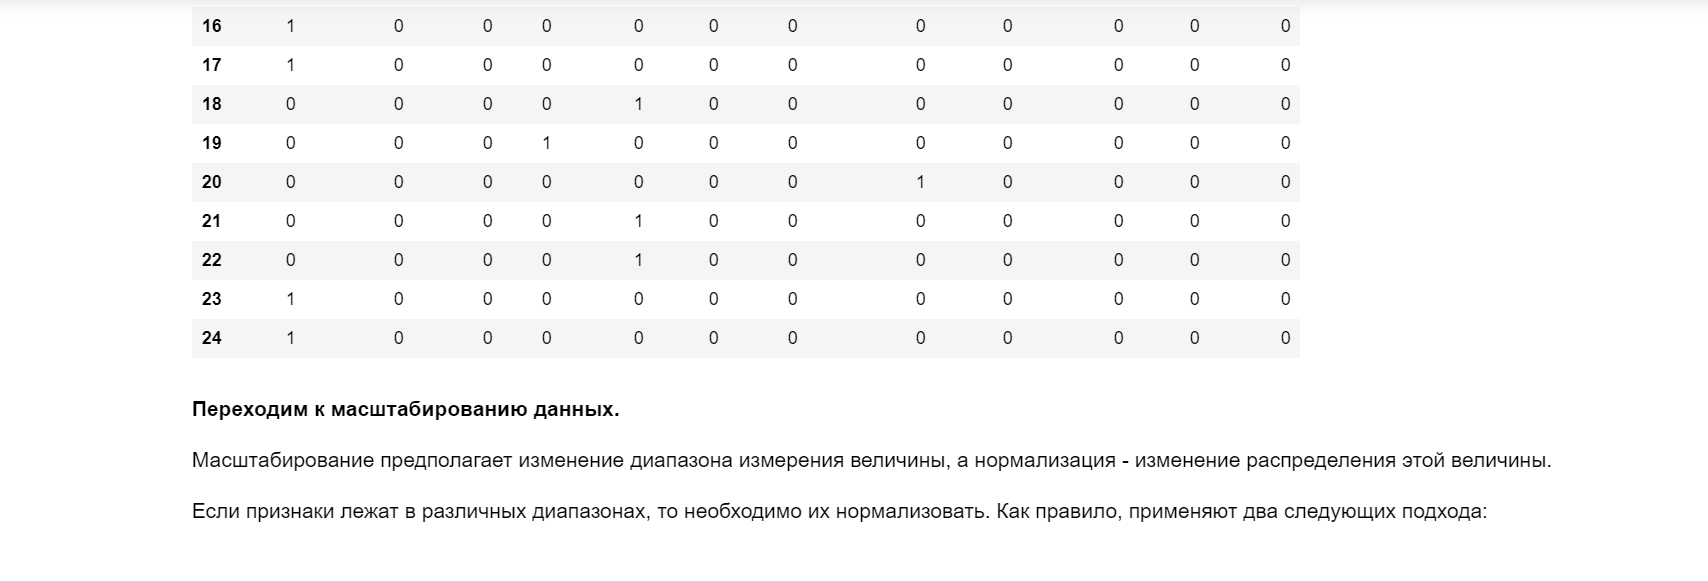 16 1 0 0 0 0 0 0 0 0 0 0 0
17 1 0 0 0 0 0 0 0 0 0 0 0
18 0 0 0 0 1 0 0 0 0 0 0 0
19 0 0 0 1 0 0 0 0 0 0 0 0
20 0 0 0 0 0 0 0 1 0 0 0 0
21 0 0 0 0 1 0 0 0 0 0 0 0
22 0 0 0 0 1 0 0 0 0 0 0 0
23 1 0 0 0 0 0 0 0 0 0 0 0
24 1 0 0 0 0 0 0 0 0 0 0 0
Переходим к масштабированию данных.
Масштабирование предполагает изменение диапазона измерения величины, а нормализация - изменение распределения этой величины.
Если признаки лежат в различных диапазонах, то необходимо их нормализовать. Как правило, применяют два следующих подхода: